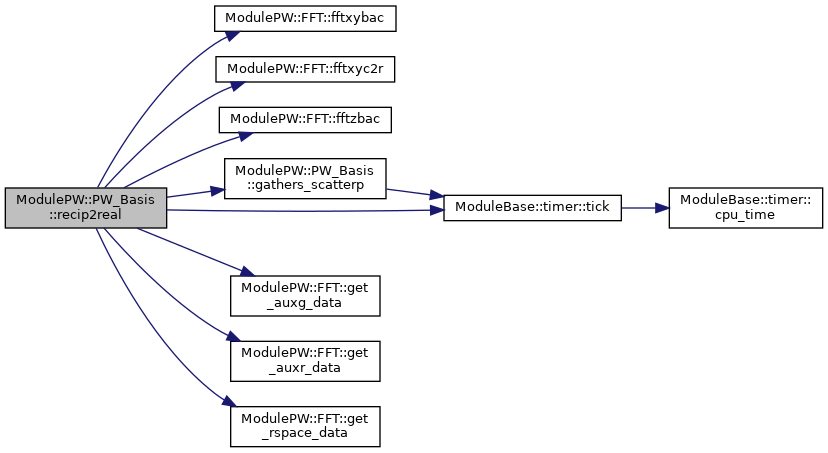 ModulePW::FFT::fftxybac
ModulePW::FFT::fftxyc2r
ModulePW::FFT::fftzbac
ModulePW::PW_Basis
::gathers_scatterp
ModulePW::PW_Basis
::recip2real
ModuleBase::timer::tick
ModuleBase::timer::
cpu_time
ModulePW::FFT::get
_auxg_data
ModulePW::FFT::get
_auxr_data
ModulePW::FFT::get
_rspace_data